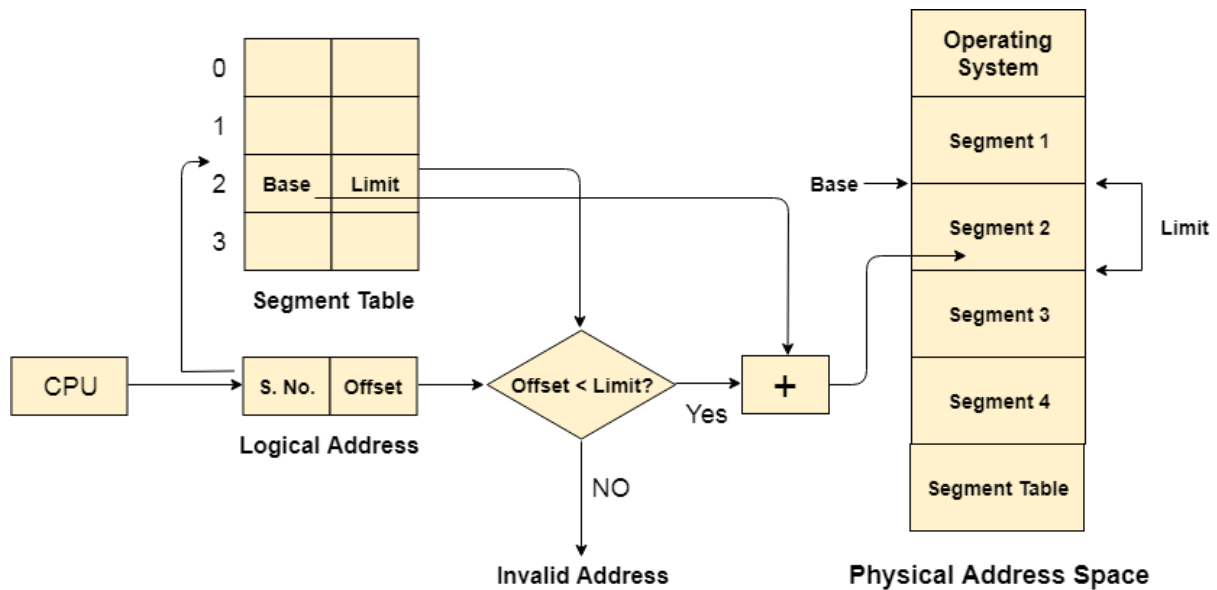 0
1
2
3
Base
Limit
Segment Table
CPU
S. No.
Offset
Logical Address
Offset < Limit?
Yes
NO
Invalid Address
+
Operating
System
Segment 1
Base
Segment 2
Limit
Segment 3
Segment 4
Segment Table
Physical Address Space